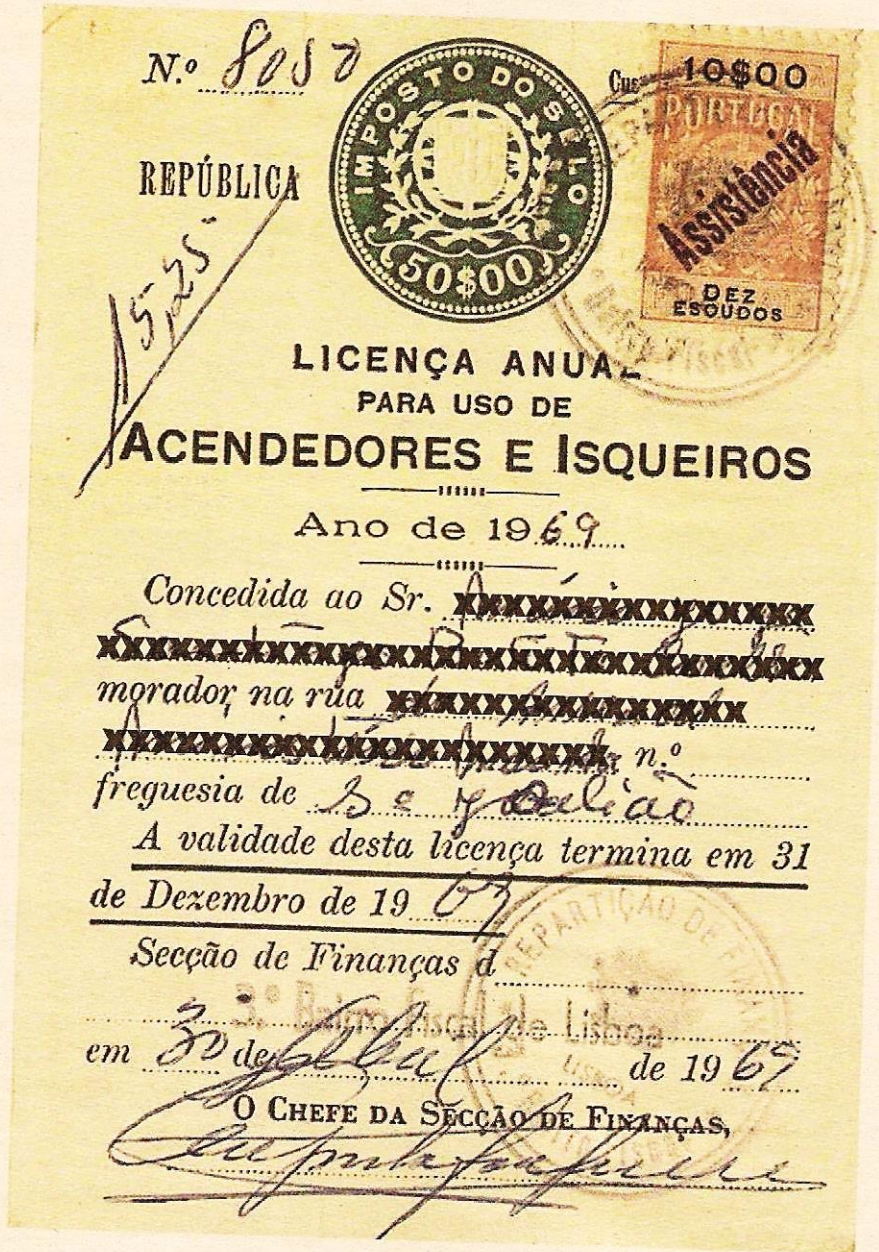 N.º 8050
IMPOSTO DO SELO
50$00
10$00
PORTUGAL
Assistência
DEZ
ESCUDOS
REPÚBLICA
LICENÇA ANUAL
PARA USO DE
ACENDEDORES E ISQUEIROS
Ano de 1969
Concedida ao Sr.
morador, na rua
n.º
freguesia de
A validade desta licença termina em 31
de Dezembro de 1969
Secção de Finanças d
3.º Bairro Fiscal de Lisboa
em 30 de de 1969
O CHEFE DA SECÇÃO DE FINANÇAS,
REPARTIÇÃO DE FINANÇAS
LISBOA